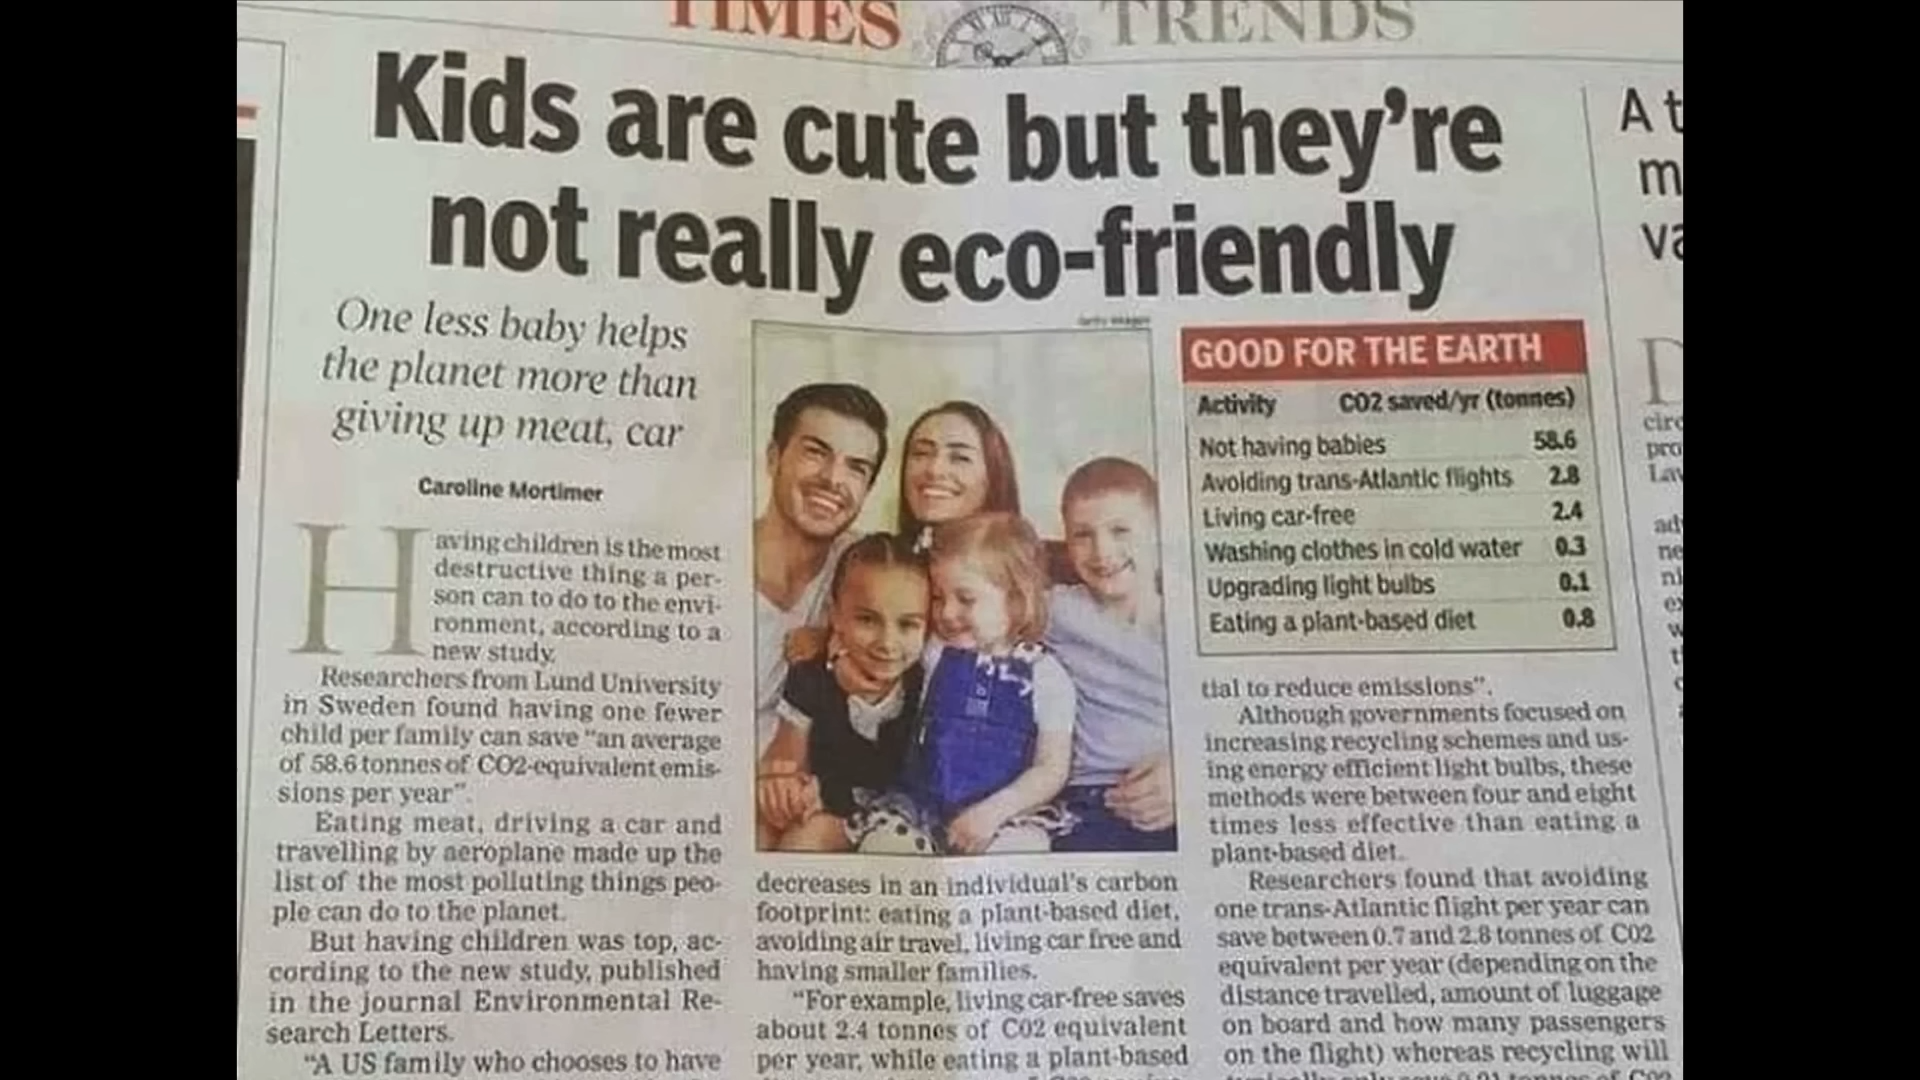 TIMES TRENDS
Kids are cute but they're
not really eco-friendly
One less baby helps
the planet more than
giving up meat, car
Caroline Mortimer
Having children is the most
destructive thing a per-
son can to do to the envi-
ronment, according to a
new study.
Researchers from Lund University
in Sweden found having one fewer
child per family can save "an average
of 58.6 tonnes of CO2-equivalent emis-
sions per year".
Eating meat, driving a car and
travelling by aeroplane made up the
list of the most polluting things peo-
ple can do to the planet.
But having children was top, ac-
cording to the new study, published
in the journal Environmental Re-
search Letters.
"A US family who chooses to have
Getty Images
decreases in an individual's carbon
footprint: eating a plant-based diet,
avoiding air travel, living car free and
having smaller families.
"For example, living car-free saves
about 2.4 tonnes of CO2 equivalent
per year, while eating a plant-based
GOOD FOR THE EARTH
Activity CO2 saved/yr (tonnes)
Not having babies 58.6
Avoiding trans-Atlantic flights 2.8
Living car-free 2.4
Washing clothes in cold water 0.3
Upgrading light bulbs 0.1
Eating a plant-based diet 0.8
tial to reduce emissions".
Although governments focused on
increasing recycling schemes and us-
ing energy efficient light bulbs, these
methods were between four and eight
times less effective than eating a
plant-based diet.
Researchers found that avoiding
one trans-Atlantic flight per year can
save between 0.7 and 2.8 tonnes of CO2
equivalent per year (depending on the
distance travelled, amount of luggage
on board and how many passengers
on the flight) whereas recycling will
A t
m
va
D
circ
pro
Lav
adv
ne
ni